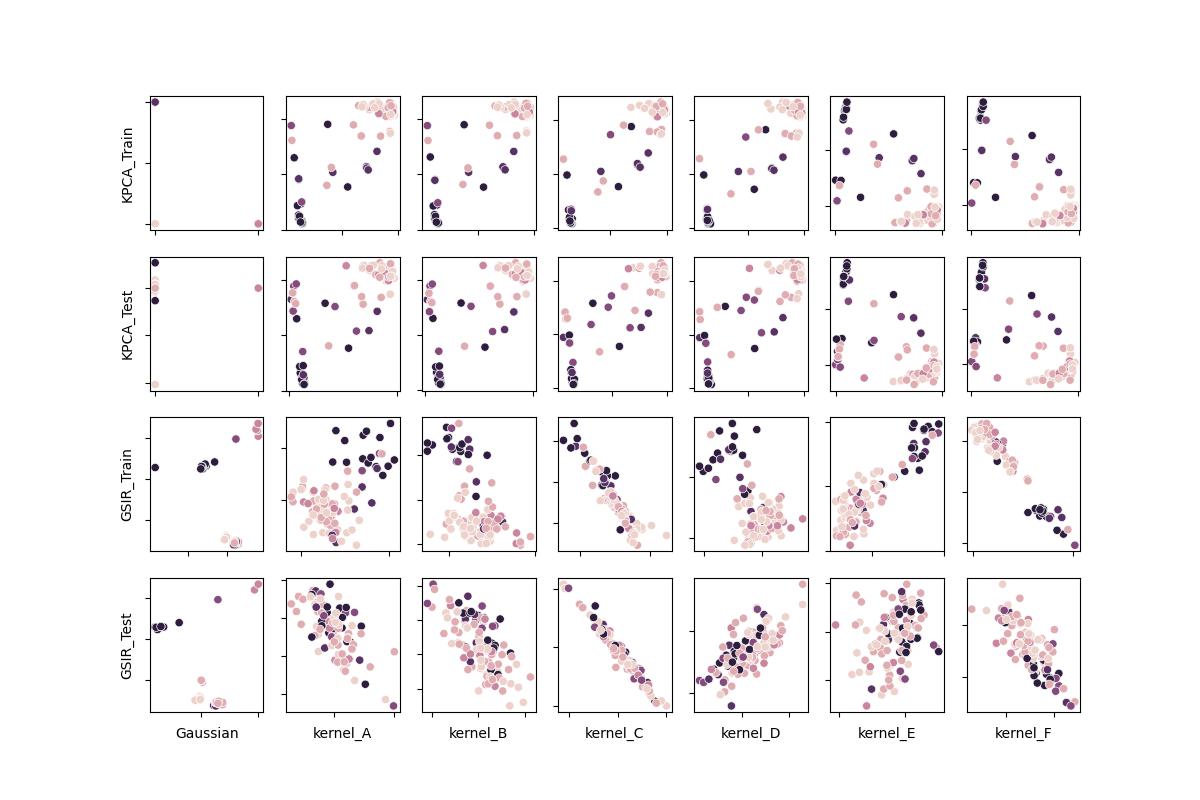 KPCA_Train
KPCA_Test
GSIR_Train
GSIR_Test
Gaussian
kernel_A
kernel_B
kernel_C
kernel_D
kernel_E
kernel_F